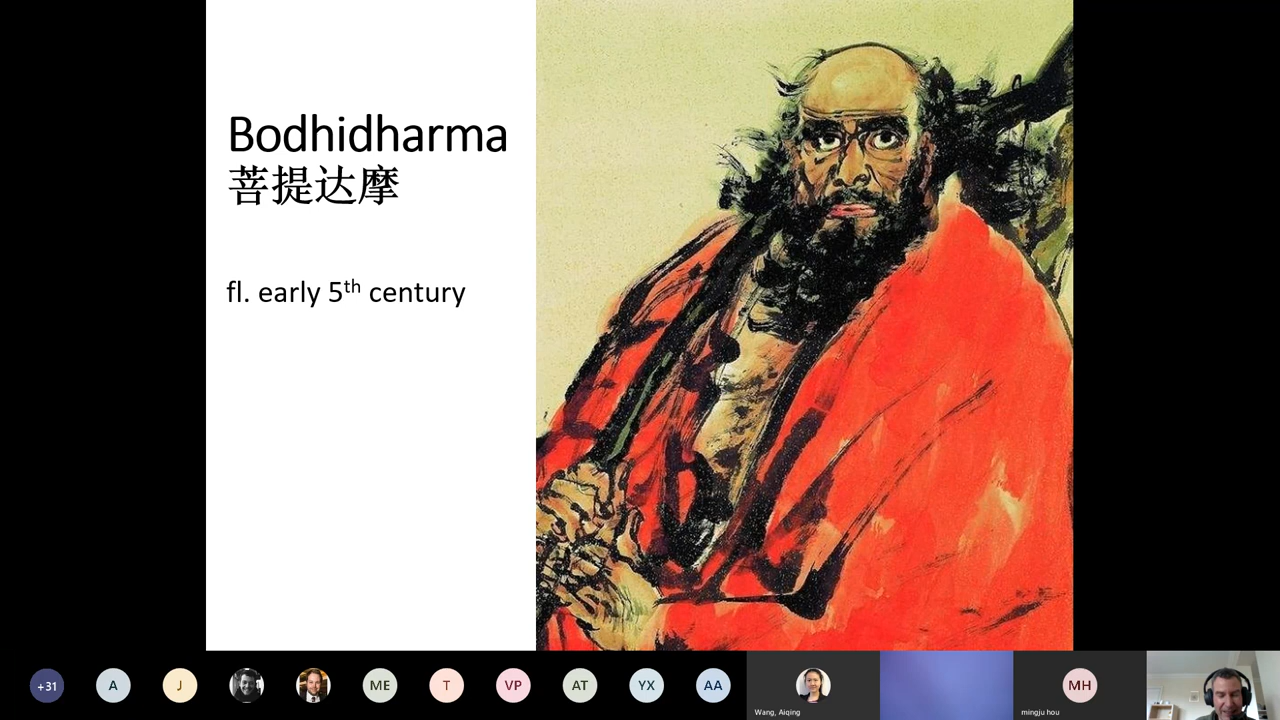 Bodhidharma
菩提达摩
fl. early 5th century
+31
A
J
ME
T
VP
AT
YX
AA
Wang, Aiqing
MH
mingju hou